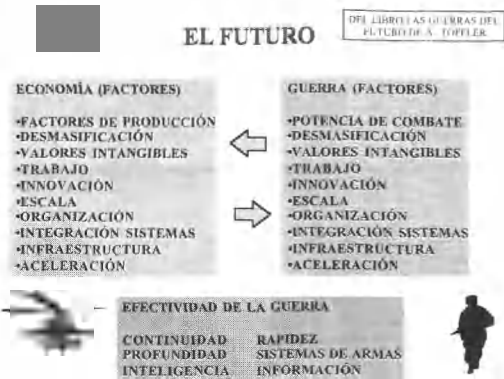 EL FUTURO
DEL LIBRO LAS GUERRAS DEL
FUTURO DE A. TOFFLER
ECONOMÍA (FACTORES)
•FACTORES DE PRODUCCIÓN
•DESMASIFICACIÓN
•VALORES INTANGIBLES
•TRABAJO
•INNOVACIÓN
•ESCALA
•ORGANIZACIÓN
•INTEGRACIÓN SISTEMAS
•INFRAESTRUCTURA
•ACELERACIÓN
GUERRA (FACTORES)
•POTENCIA DE COMBATE
•DESMASIFICACIÓN
•VALORES INTANGIBLES
•TRABAJO
•INNOVACIÓN
•ESCALA
•ORGANIZACIÓN
•INTEGRACIÓN SISTEMAS
•INFRAESTRUCTURA
•ACELERACIÓN
EFECTIVIDAD DE LA GUERRA
CONTINUIDAD RAPIDEZ
PROFUNDIDAD SISTEMAS DE ARMAS
INTELIGENCIA INFORMACIÓN